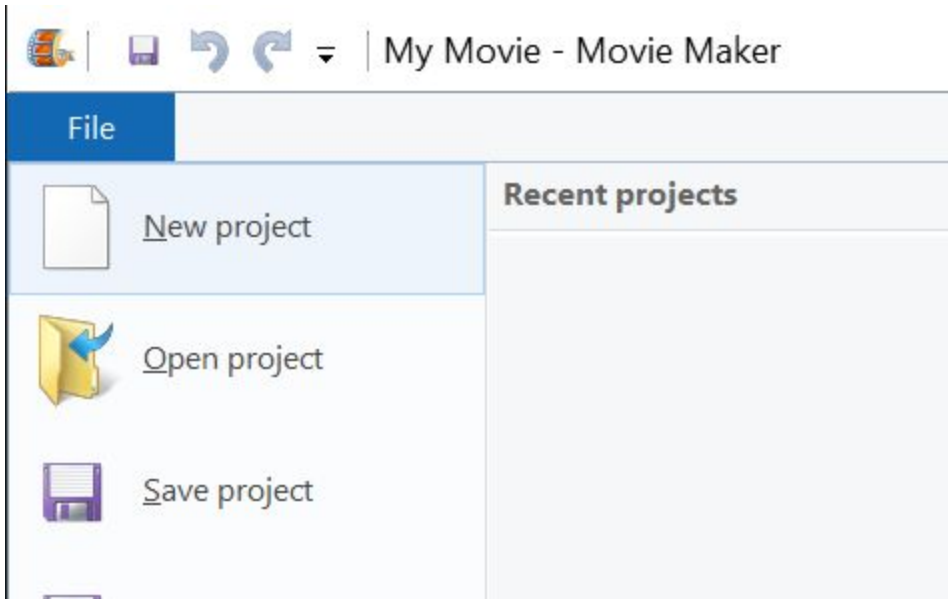 My Movie - Movie Maker
File
Recent projects
New project
Open project
Save project